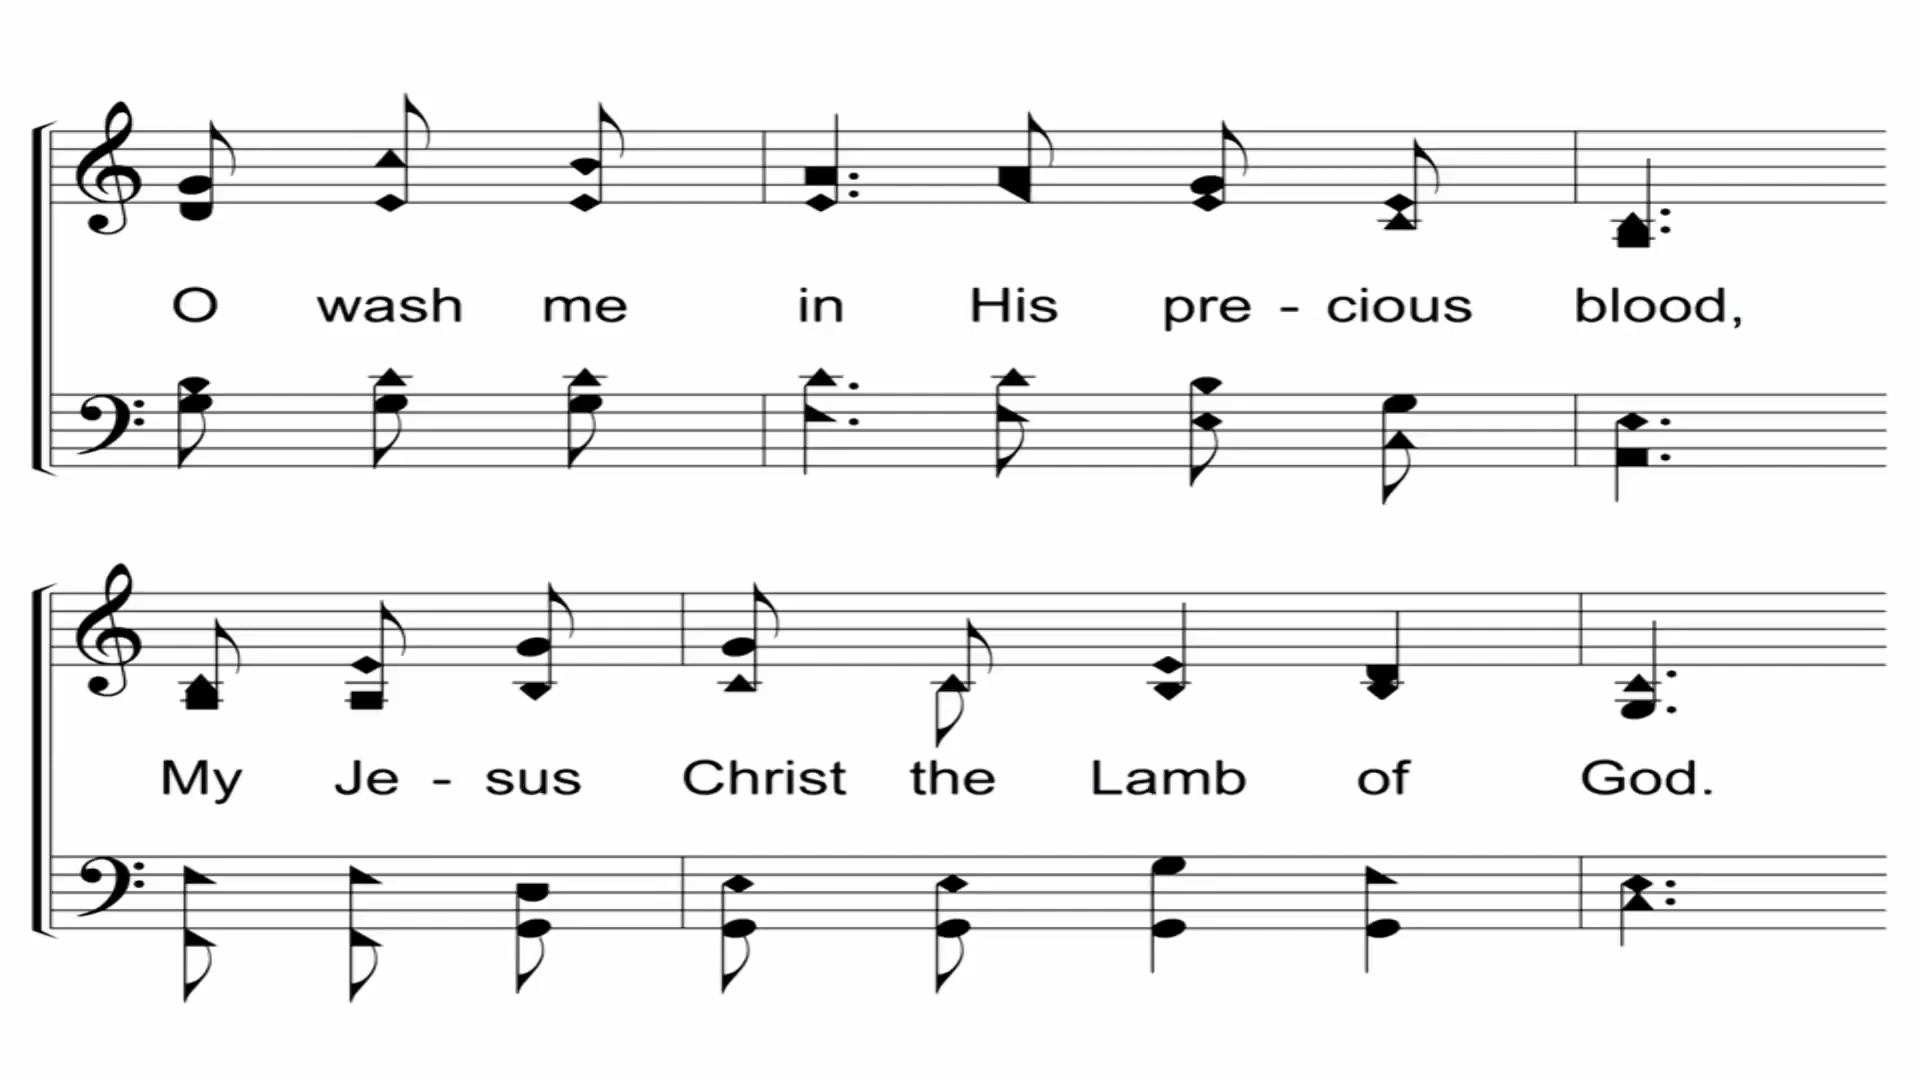 O wash me in His pre - cious blood,
My Je - sus Christ the Lamb of God.